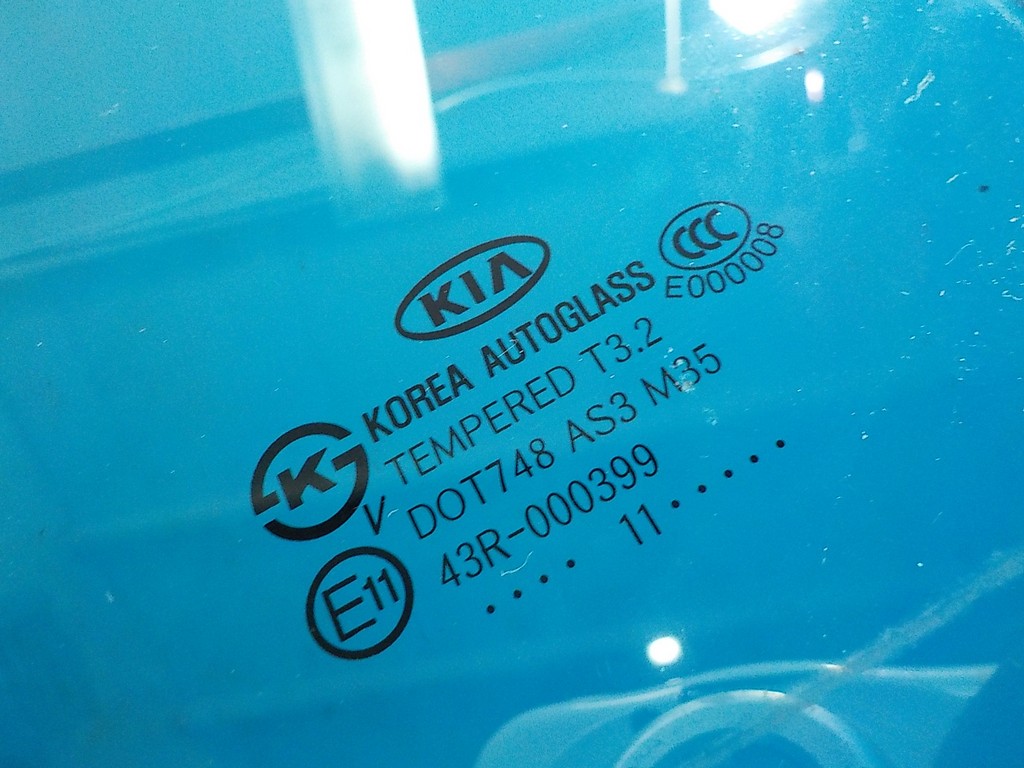 KIA
CCC
E000008
KOREA AUTOGLASS
K
TEMPERED T3.2
V
DOT748 AS3 M35
43R-000399
E11
.... 11......